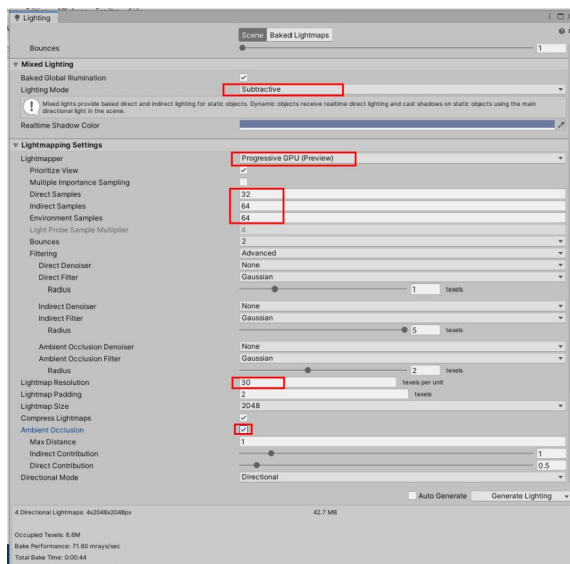 Lighting
Scene Baked Lightmaps
Bounces 1
Mixed Lighting
Baked Global Illumination
Lighting Mode Subtractive
Mixed lights provide baked direct and indirect lighting for static objects. Dynamic objects receive realtime direct lighting and cast shadows on static objects using the main
directional light in the scene.
Realtime Shadow Color
Lightmapping Settings
Lightmapper Progressive GPU (Preview)
Prioritize View
Multiple Importance Sampling
Direct Samples 32
Indirect Samples 64
Environment Samples 64
Light Probe Sample Multiplier 4
Bounces 2
Filtering Advanced
Direct Denoiser None
Direct Filter Gaussian
Radius 1 texels
Indirect Denoiser None
Indirect Filter Gaussian
Radius 5 texels
Ambient Occlusion Denoiser None
Ambient Occlusion Filter Gaussian
Radius 2 texels
Lightmap Resolution 30 texels per unit
Lightmap Padding 2 texels
Lightmap Size 2048
Compress Lightmaps
Ambient Occlusion
Max Distance 1
Indirect Contribution 1
Direct Contribution 0.5
Directional Mode Directional
Auto Generate Generate Lighting
4 Directional Lightmaps: 4x2048x2048px 42.7 MB
Occupied Texels: 6.6M
Bake Performance: 71.60 mrays/sec
Total Bake Time: 0:00:44